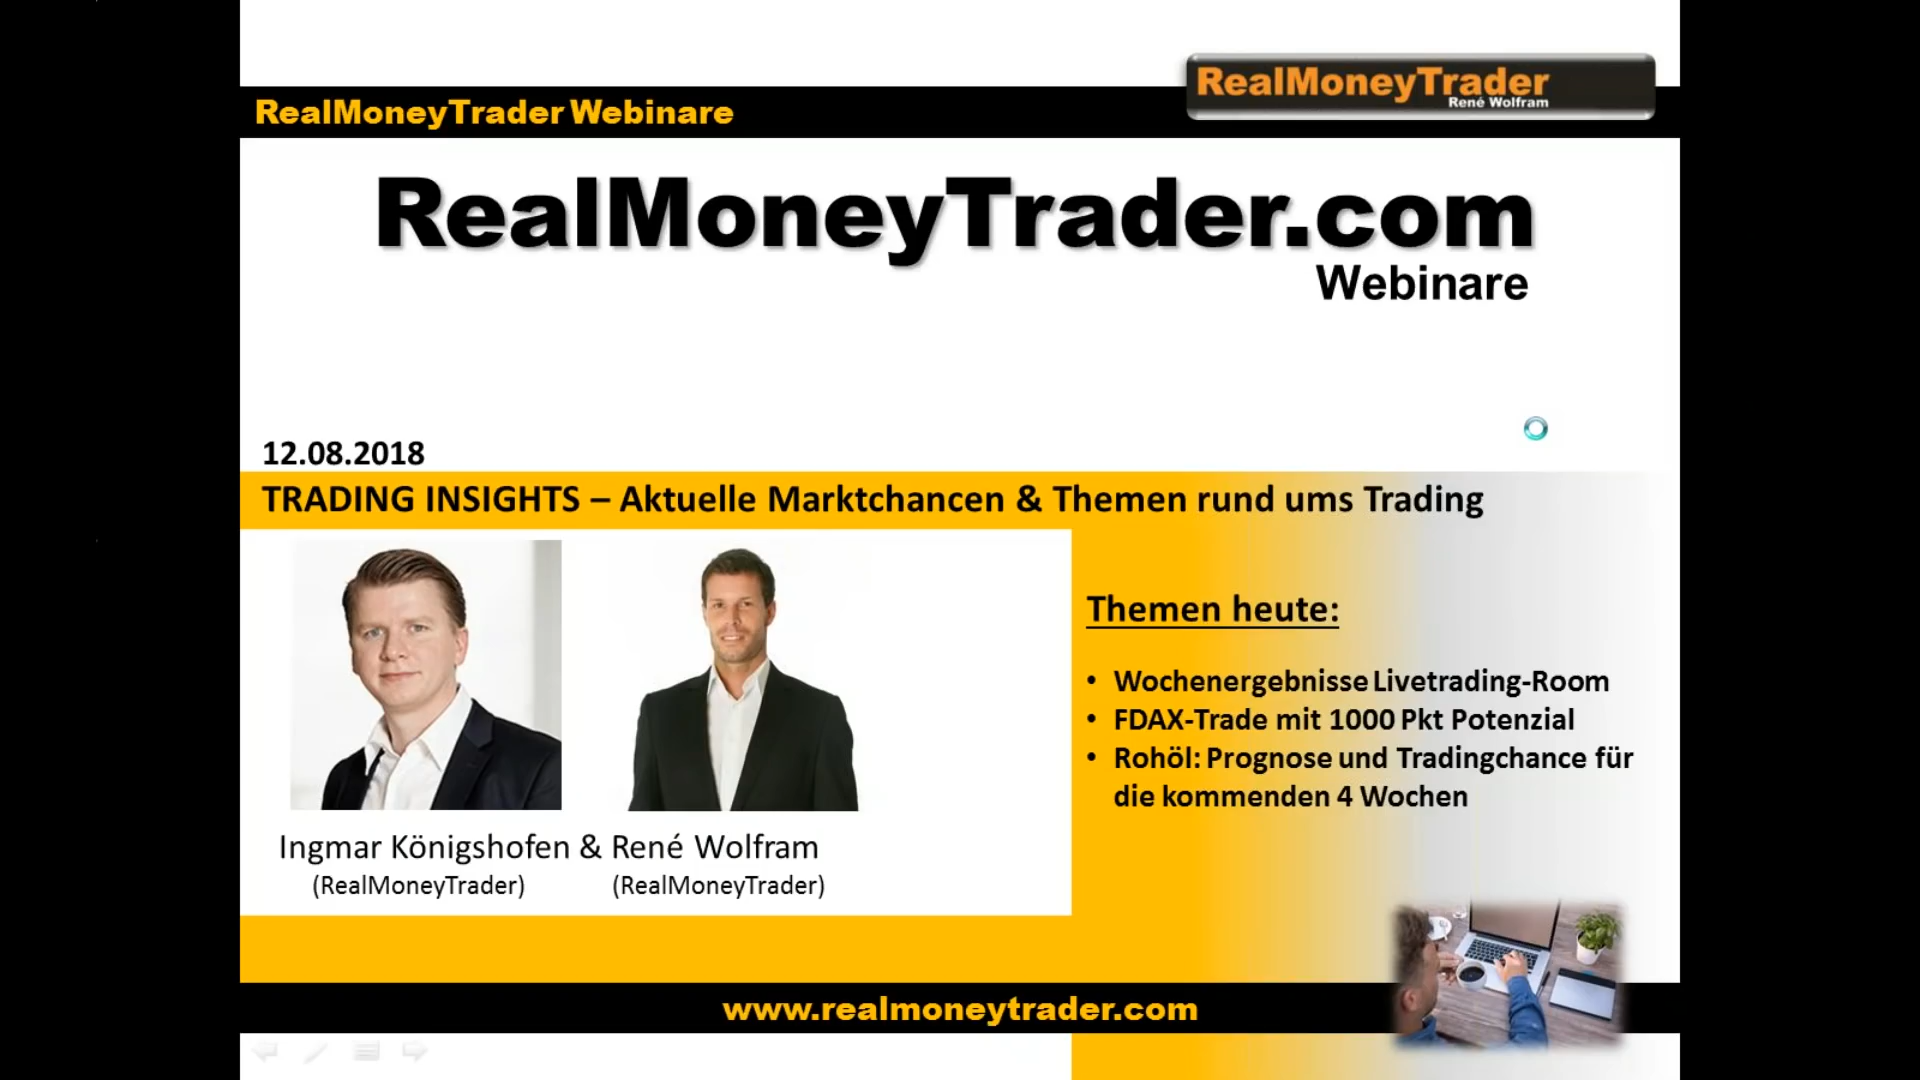 RealMoneyTrader Webinare
RealMoneyTrader
René Wolfram
RealMoneyTrader.com
Webinare
12.08.2018
TRADING INSIGHTS – Aktuelle Marktchancen & Themen rund ums Trading
Themen heute:
• Wochenergebnisse Livetrading-Room
• FDAX-Trade mit 1000 Pkt Potenzial
• Rohöl: Prognose und Tradingchance für
die kommenden 4 Wochen
Ingmar Königshofen & René Wolfram
(RealMoneyTrader) (RealMoneyTrader)
www.realmoneytrader.com